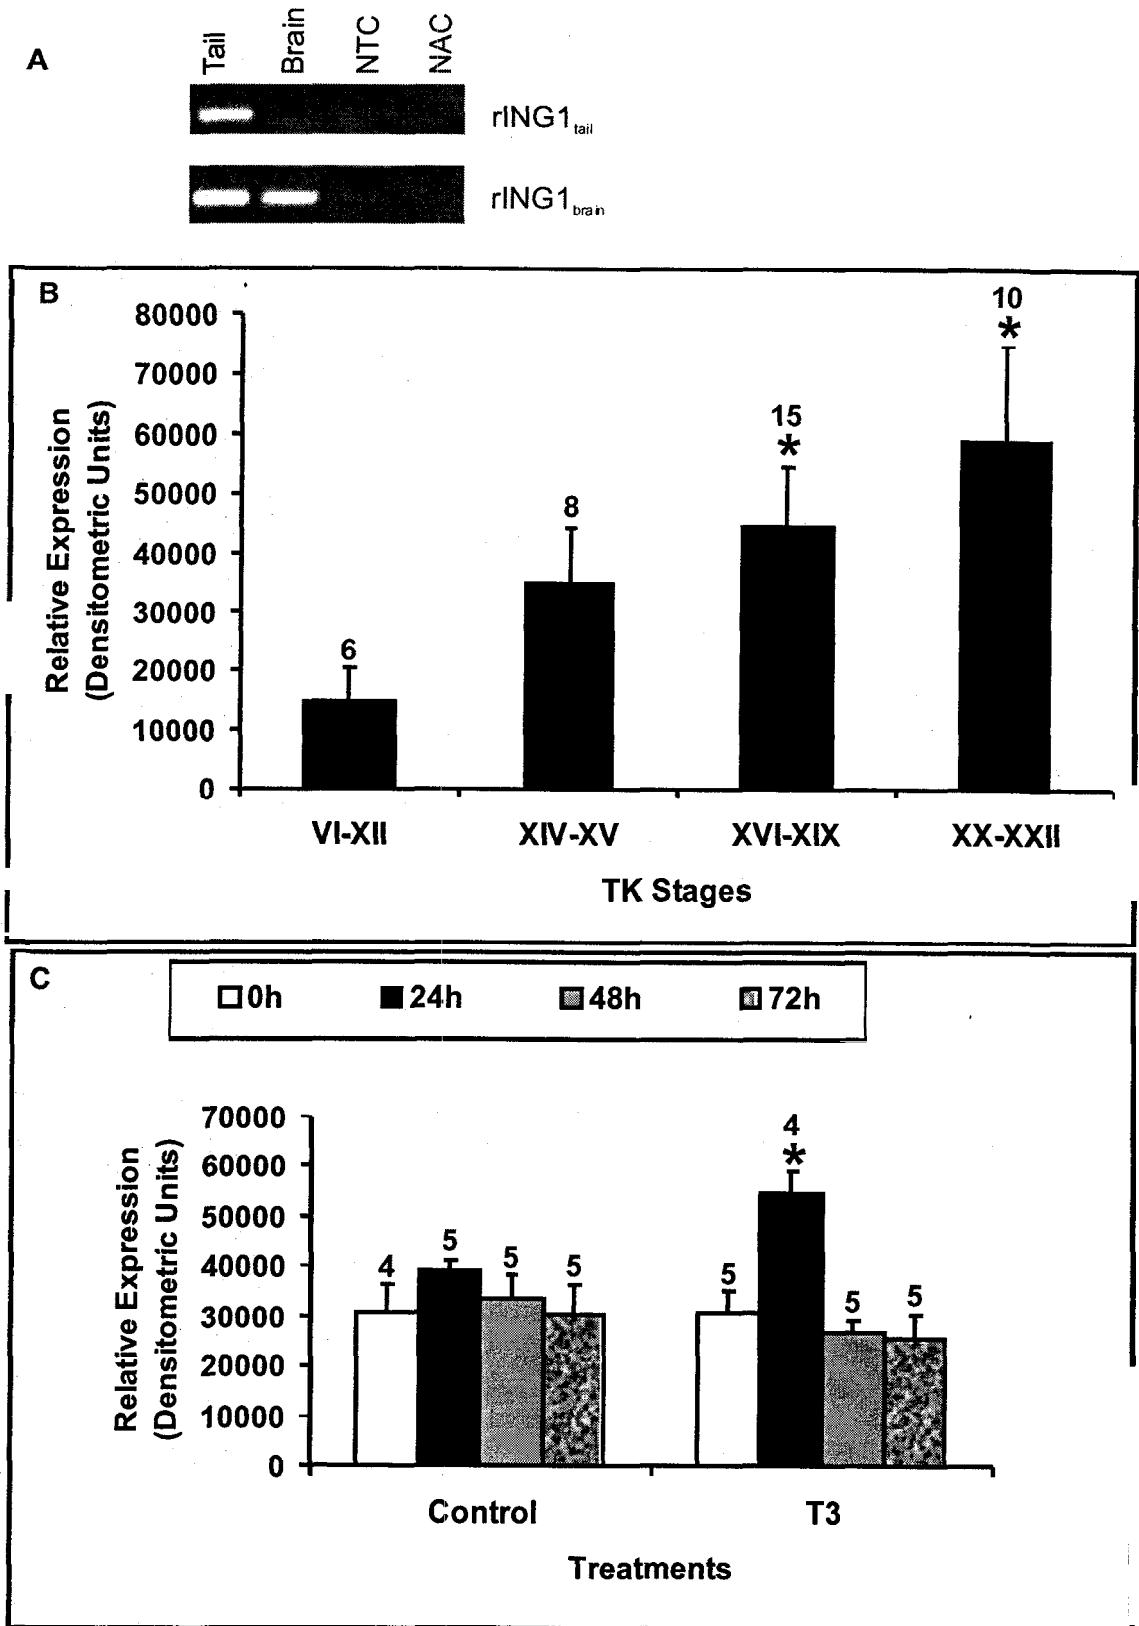 A
Tail Brain NTC NAC
rING1tail
rING1brain
B
80000
70000
60000
50000
40000
30000
20000
10000
0
Relative Expression
(Densitometric Units)
6
8
15
*
10
*
VI-XII XIV-XV XVI-XIX XX-XXII
TK Stages
C
0h 24h 48h 72h
70000
60000
50000
40000
30000
20000
10000
0
Relative Expression
(Densitometric Units)
4 5 5 5
5 4 5 5
*
Control T3
Treatments